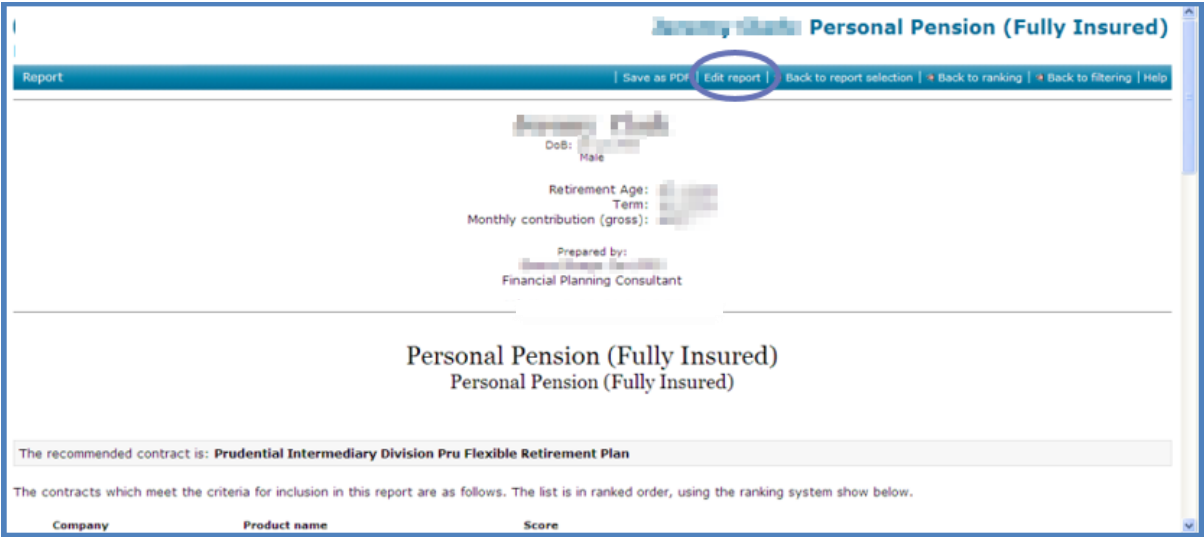 Personal Pension (Fully Insured)
Report | Save as PDF | Edit report | Back to report selection | Back to ranking | Back to filtering | Help
DoB:
Male
Retirement Age:
Term:
Monthly contribution (gross):
Prepared by:
Financial Planning Consultant
Personal Pension (Fully Insured)
Personal Pension (Fully Insured)
The recommended contract is: Prudential Intermediary Division Pru Flexible Retirement Plan
The contracts which meet the criteria for inclusion in this report are as follows. The list is in ranked order, using the ranking system show below.
Company Product name Score